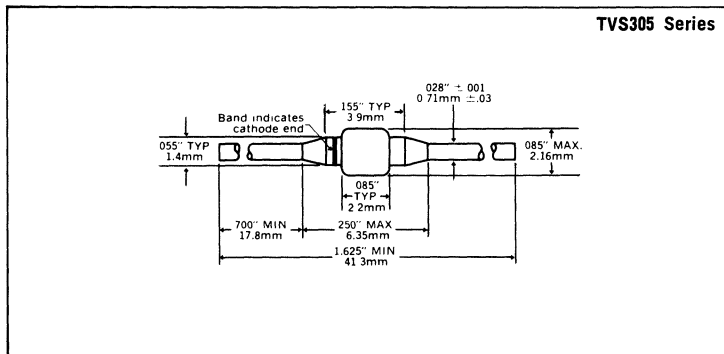 TVS305 Series
028" ±.001
0 71mm ±.03
155" TYP
3 9mm
Band indicates
cathode end
055" TYP
1.4mm
085" MAX.
2.16mm
085"
TYP
2 2mm
700" MIN
17.8mm
250" MAX
6.35mm
1.625" MIN
41 3mm